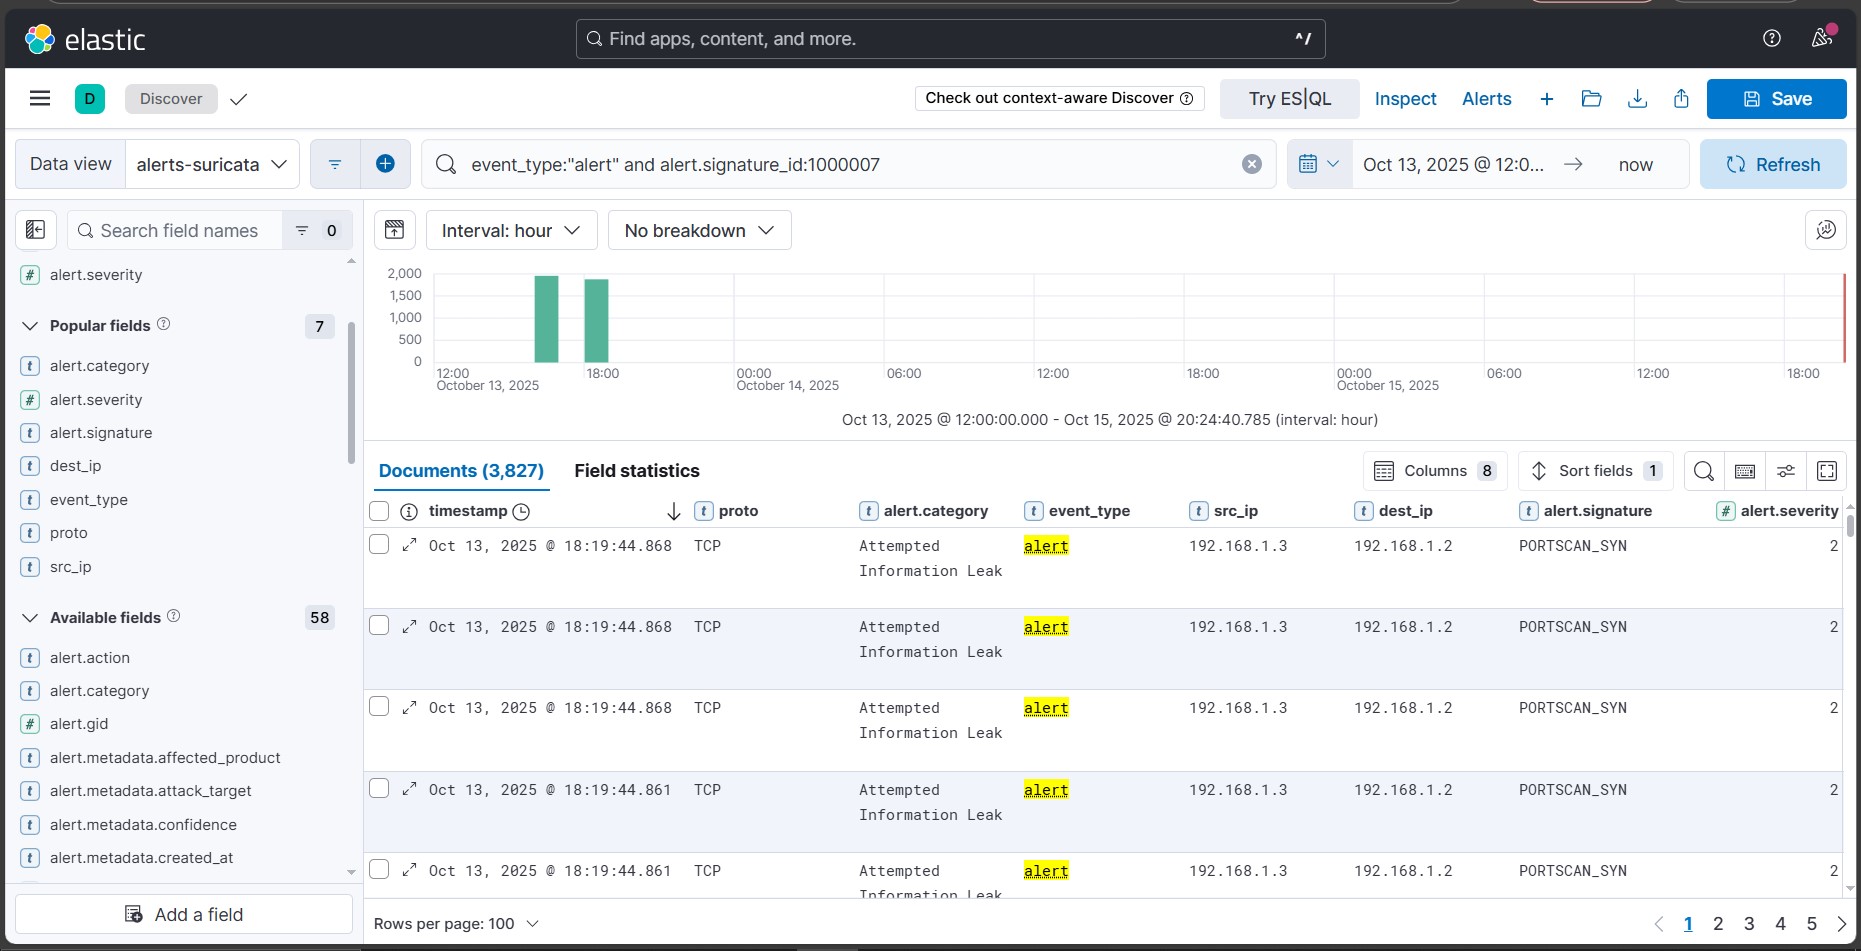 elastic
Find apps, content, and more.
^/
D
Discover
Check out context-aware Discover
Try ES|QL
Inspect
Alerts
Save
Data view
alerts-suricata
event_type:"alert" and alert.signature_id:1000007
Oct 13, 2025 @ 12:0...
now
Refresh
Search field names
0
Interval: hour
No breakdown
# alert.severity
Popular fields
7
t alert.category
# alert.severity
t alert.signature
t dest_ip
t event_type
t proto
t src_ip
Available fields
58
t alert.action
t alert.category
# alert.gid
t alert.metadata.affected_product
t alert.metadata.attack_target
t alert.metadata.confidence
t alert.metadata.created_at
Add a field
2,000
1,500
1,000
500
0
12:00 18:00 00:00 06:00 12:00 18:00 00:00 06:00 12:00 18:00
October 13, 2025 October 14, 2025 October 15, 2025
Oct 13, 2025 @ 12:00:00.000 - Oct 15, 2025 @ 20:24:40.785 (interval: hour)
Documents (3,827)
Field statistics
Columns 8
Sort fields 1
timestamp t proto t alert.category t event_type t src_ip t dest_ip t alert.signature # alert.severity
Oct 13, 2025 @ 18:19:44.868 TCP Attempted alert 192.168.1.3 192.168.1.2 PORTSCAN_SYN 2
Information Leak
Oct 13, 2025 @ 18:19:44.868 TCP Attempted alert 192.168.1.3 192.168.1.2 PORTSCAN_SYN 2
Information Leak
Oct 13, 2025 @ 18:19:44.868 TCP Attempted alert 192.168.1.3 192.168.1.2 PORTSCAN_SYN 2
Information Leak
Oct 13, 2025 @ 18:19:44.861 TCP Attempted alert 192.168.1.3 192.168.1.2 PORTSCAN_SYN 2
Information Leak
Oct 13, 2025 @ 18:19:44.861 TCP Attempted alert 192.168.1.3 192.168.1.2 PORTSCAN_SYN 2
Information Leak
Rows per page: 100
1 2 3 4 5